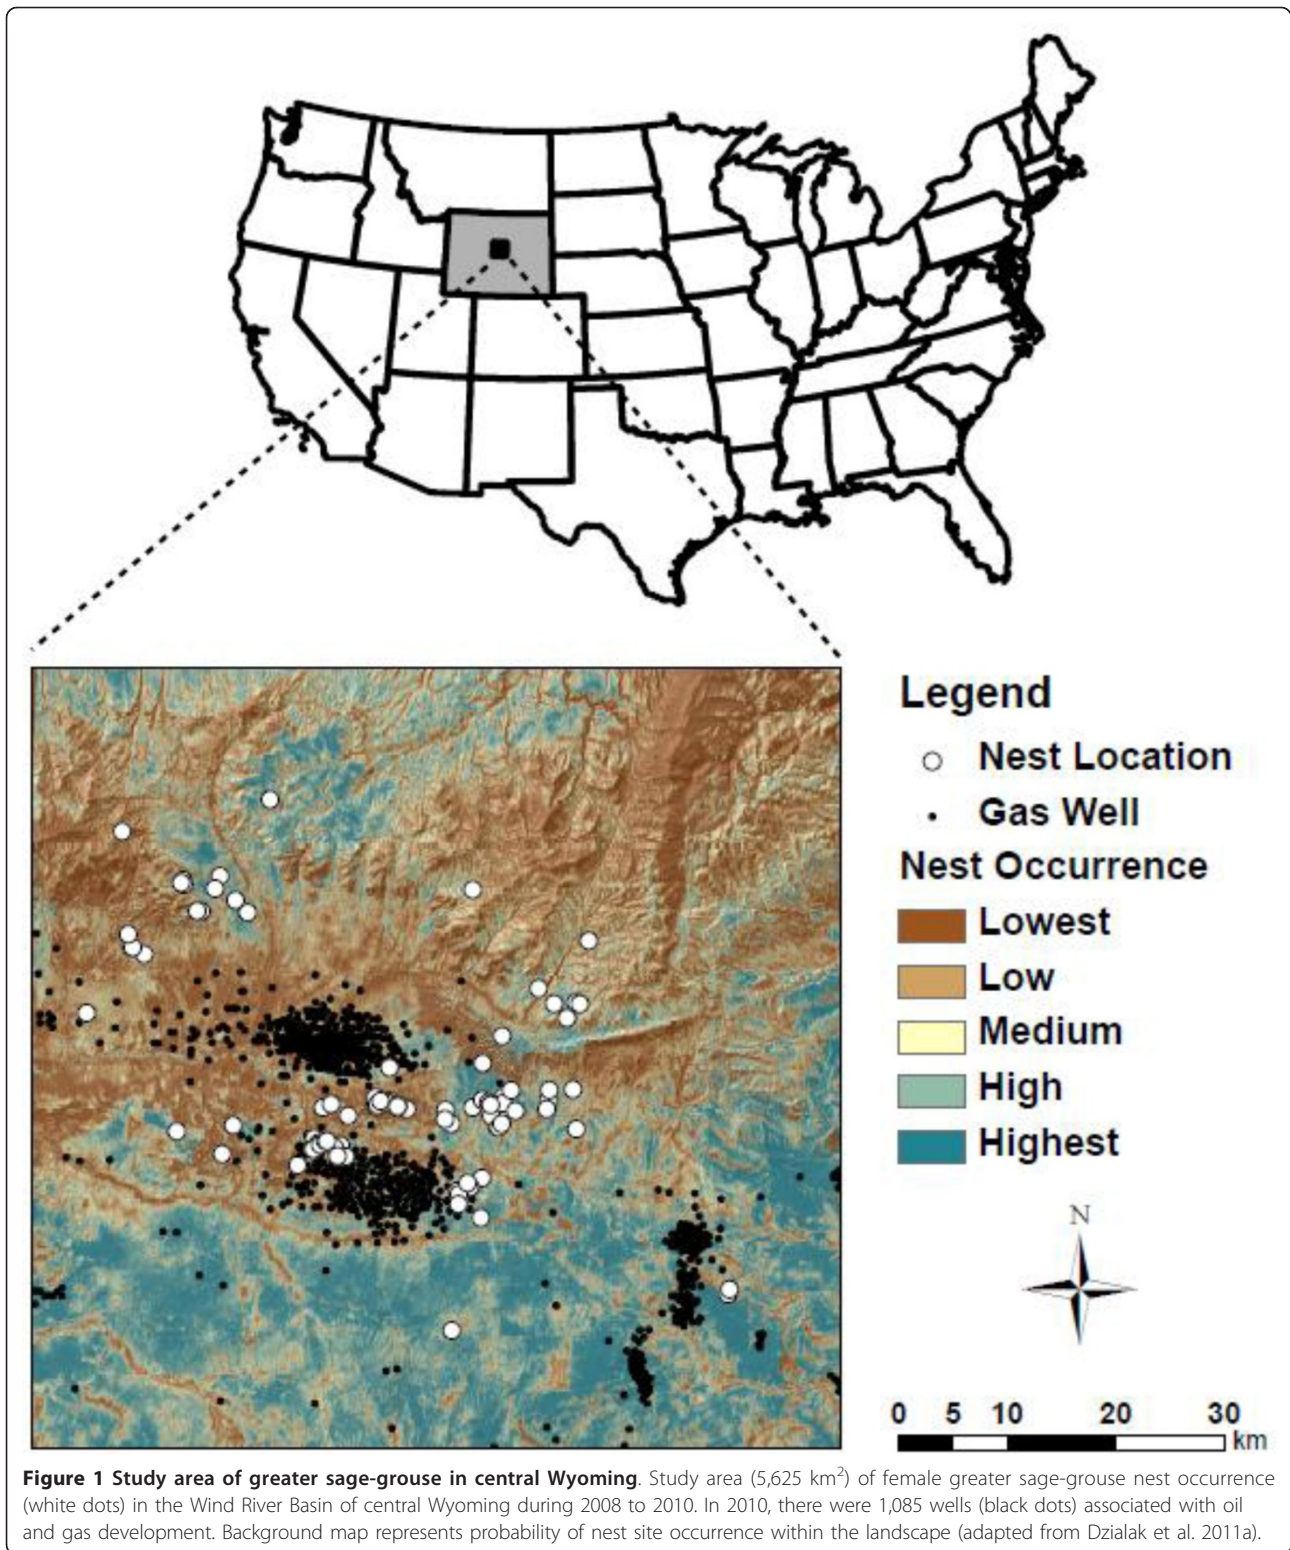 Legend
Nest Location
Gas Well
Nest Occurrence
Lowest
Low
Medium
High
Highest
N
0 5 10 20 30
km
Figure 1 Study area of greater sage-grouse in central Wyoming. Study area (5,625 km²) of female greater sage-grouse nest occurrence
(white dots) in the Wind River Basin of central Wyoming during 2008 to 2010. In 2010, there were 1,085 wells (black dots) associated with oil
and gas development. Background map represents probability of nest site occurrence within the landscape (adapted from Dzialak et al. 2011a).